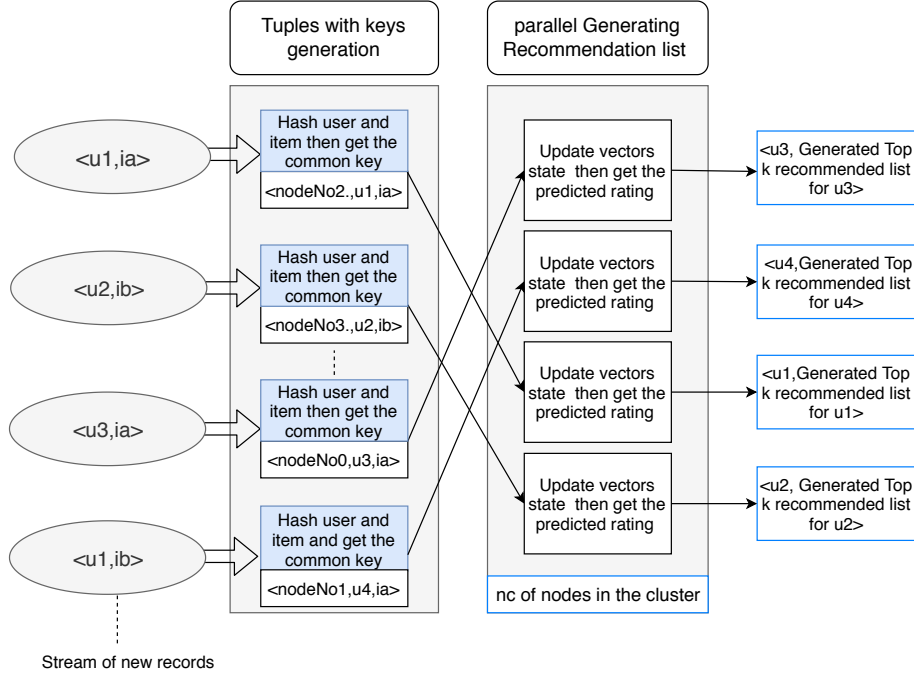 Tuples with keys
generation
parallel Generating
Recommendation list
<u1,ia>
Hash user and
item then get the
common key
<nodeNo2.,u1,ia>
<u2,ib>
Hash user and
item then get the
common key
<nodeNo3.,u2,ib>
<u3,ia>
Hash user and
item then get the
common key
<nodeNo0,u3,ia>
<u1,ib>
Hash user and
item and get the
common key
<nodeNo1,u4,ia>
Stream of new records
Update vectors
state then get the
predicted rating
Update vectors
state then get the
predicted rating
Update vectors
state then get the
predicted rating
Update vectors
state then get the
predicted rating
nc of nodes in the cluster
<u3, Generated Top
k recommended list
for u3>
<u4,Generated Top
k recommended list
for u4>
<u1,Generated Top
k recommended list
for u1>
<u2, Generated Top
k recommended list
for u2>